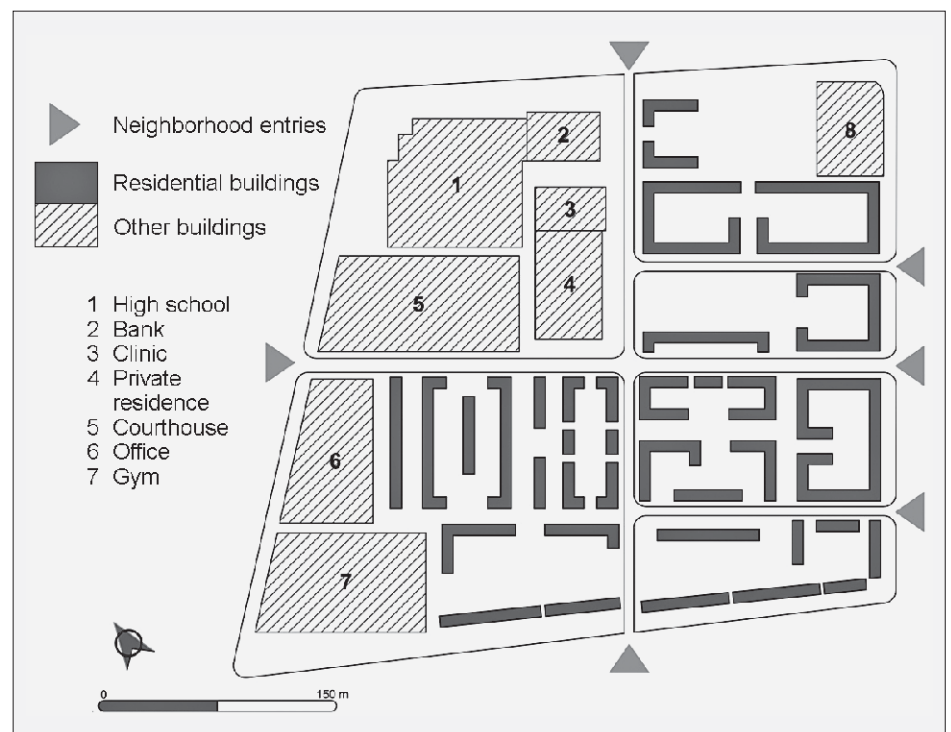 Neighborhood entries
Residential buildings
Other buildings
1 High school
2 Bank
3 Clinic
4 Private
residence
5 Courthouse
6 Office
7 Gym
1
2
3
4
5
6
7
8
0 150 m